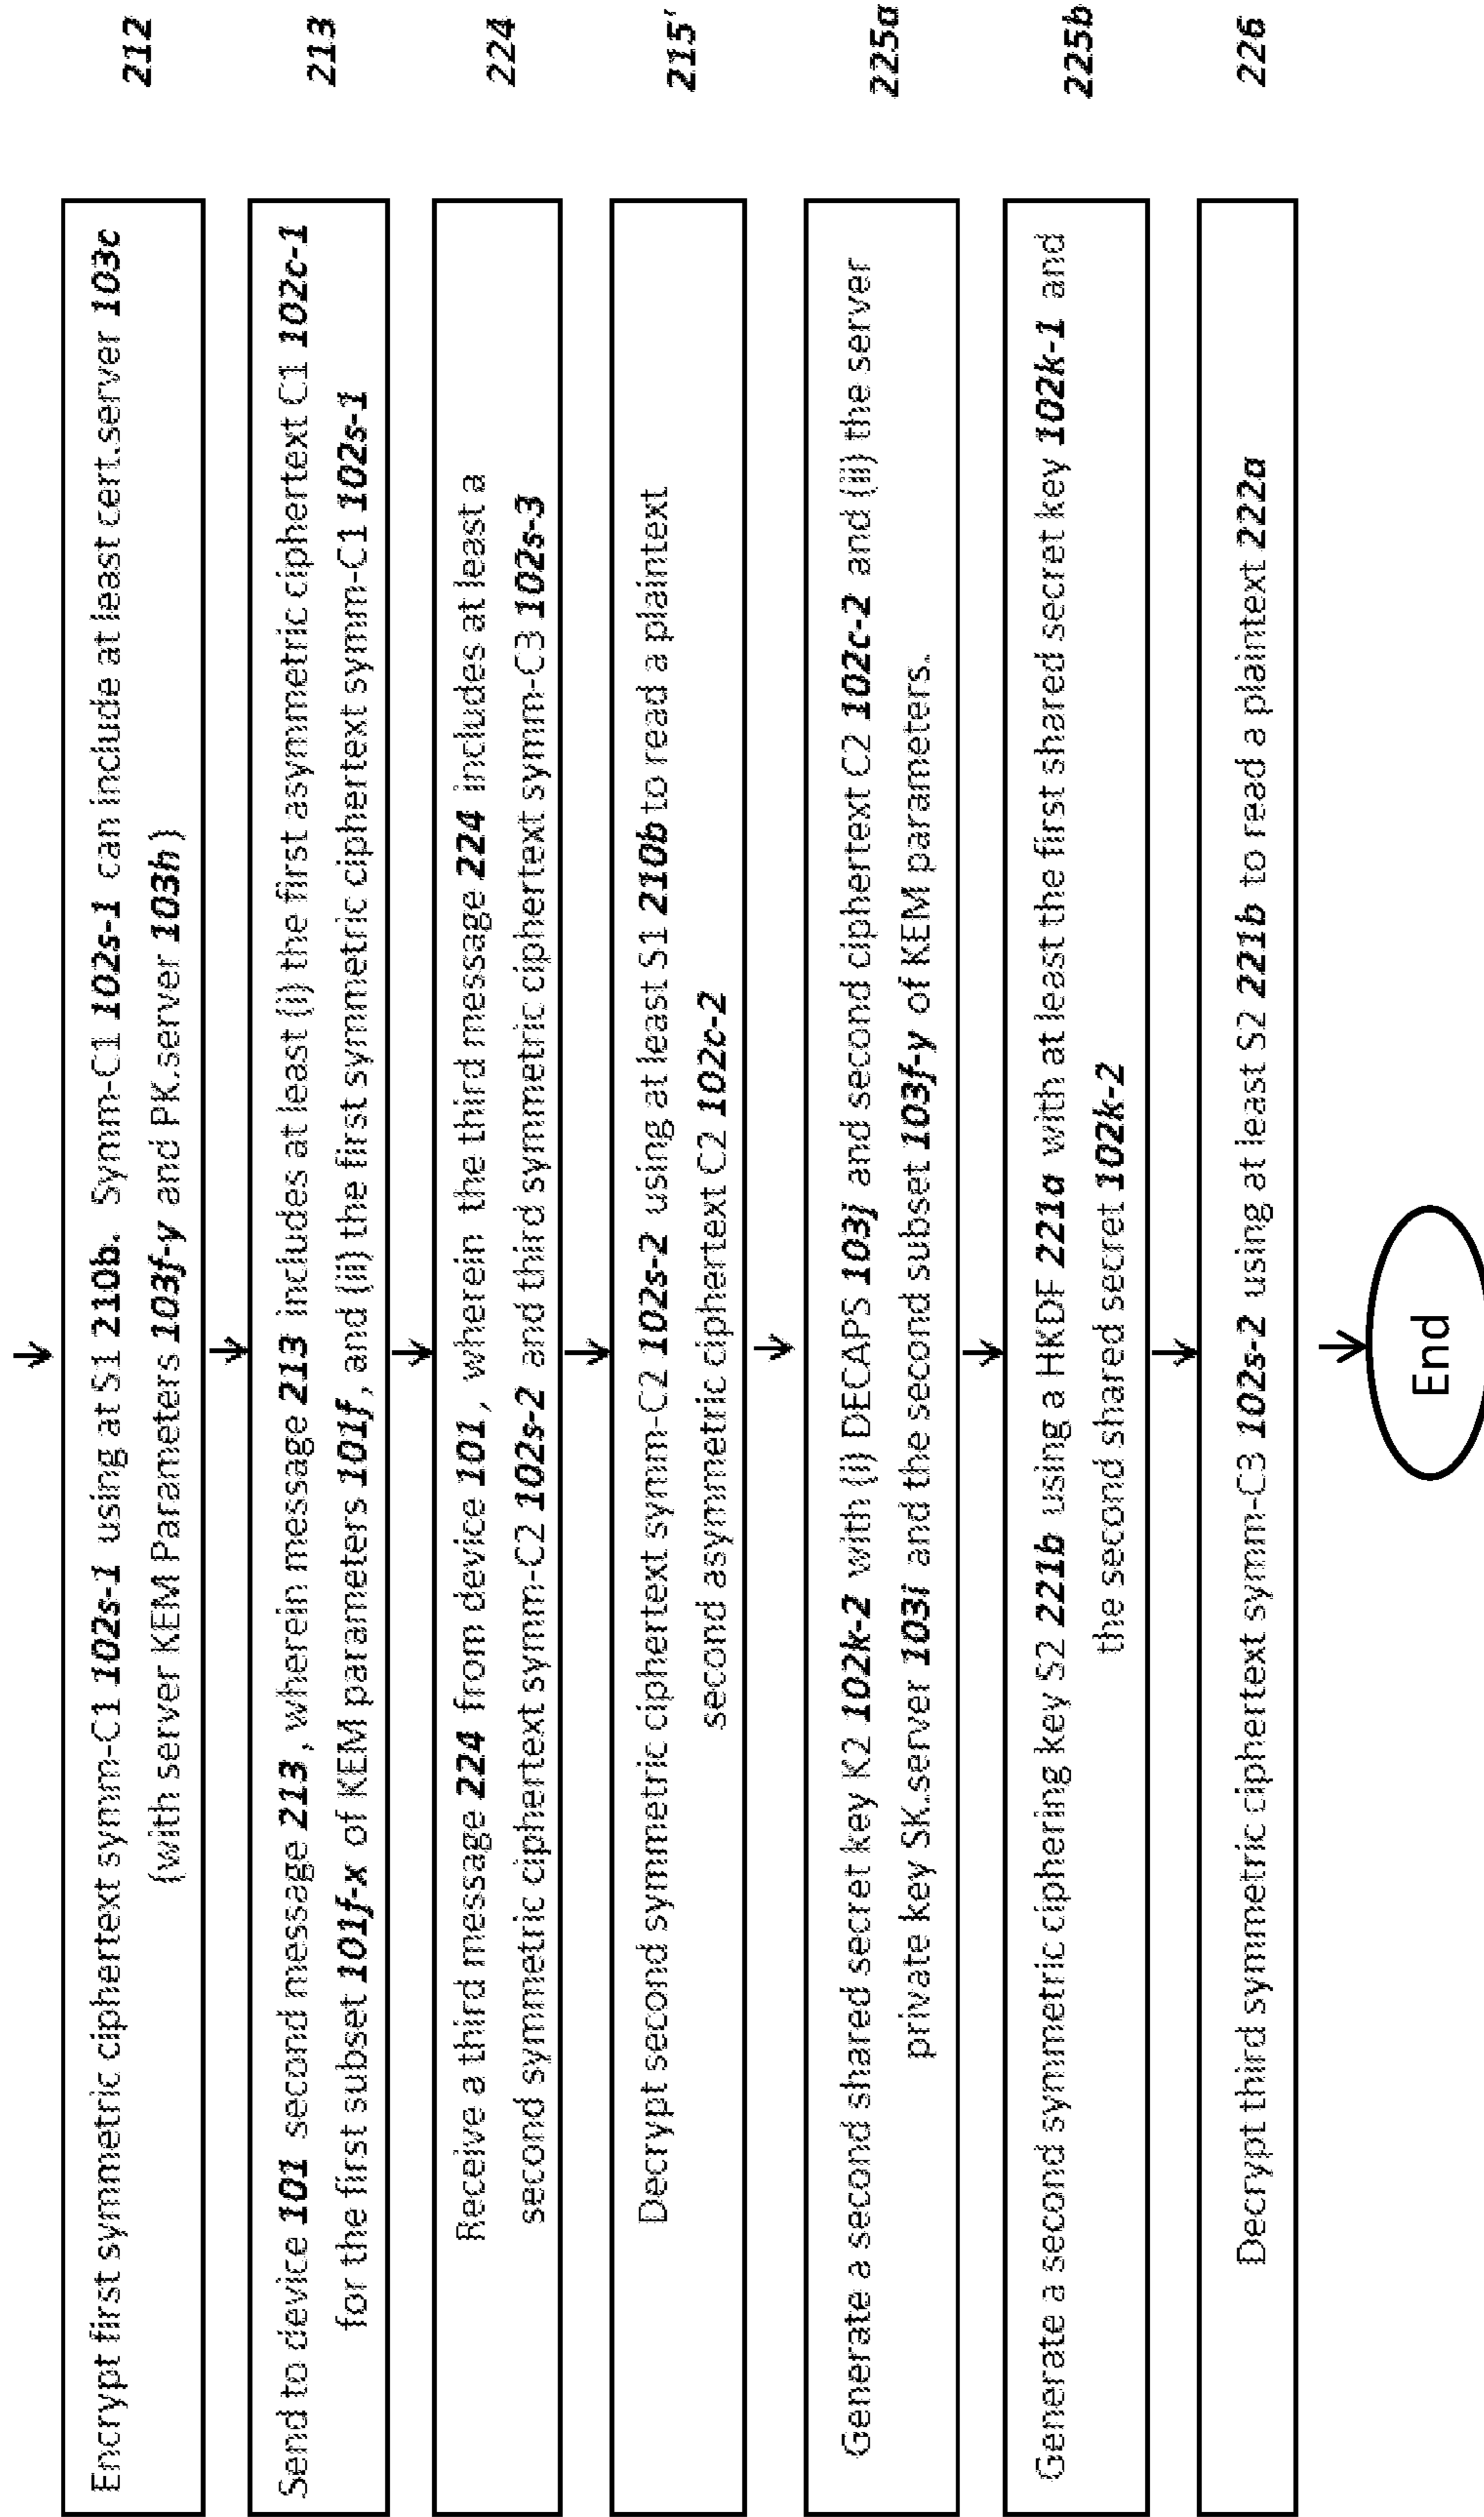 Encrypt first symmetric ciphertext symm-C1 102s-1 using at S1 210b. Symm-C1 102s-1 can include at least cert.server 103c
(with server KEM Parameters 103f-y and PK.server 103h)
212
Send to device 101 second message 213, wherein message 213 includes at least (i) the first asymmetric ciphertext C1 102c-1
for the first subset 101f-x of KEM parameters 101f, and (ii) the first symmetric ciphertext symm-C1 102s-1
213
Receive a third message 224 from device 101, wherein the third message 224 includes at least a
second symmetric ciphertext symm-C2 102s-2 and third symmetric ciphertext symm-C3 102s-3
224
Decrypt second symmetric ciphertext symm-C2 102s-2 using at least S1 210b to read a plaintext
second asymmetric ciphertext C2 102c-2
215'
Generate a second shared secret key K2 102k-2 with (i) DECAPS 103j and second ciphertext C2 102c-2 and (ii) the server
private key SK.server 103i and the second subset 103f-y of KEM parameters.
225a
Generate a second symmetric ciphering key S2 221b using a HKDF 221a with at least the first shared secret key 102k-1 and
the second shared secret 102k-2
225b
Decrypt third symmetric ciphertext symm-C3 102s-2 using at least S2 221b to read a plaintext 222a.
226
End